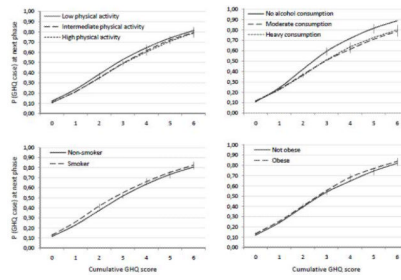 Low physical activity
Intermediate physical activity
High physical activity
P (GHQ case) at next phase
1,00
0,90
0,80
0,70
0,60
0,50
0,40
0,30
0,20
0,10
0,00
0 1 2 3 4 5 6
No alcohol consumption
Moderate consumption
Heavy consumption
1,00
0,90
0,80
0,70
0,60
0,50
0,40
0,30
0,20
0,10
0,00
0 1 2 3 4 5 6
Non-smoker
Smoker
P (GHQ case) at next phase
1,00
0,90
0,80
0,70
0,60
0,50
0,40
0,30
0,20
0,10
0,00
0 1 2 3 4 5 6
Cumulative GHQ score
Not obese
Obese
1,00
0,90
0,80
0,70
0,60
0,50
0,40
0,30
0,20
0,10
0,00
0 1 2 3 4 5 6
Cumulative GHQ score